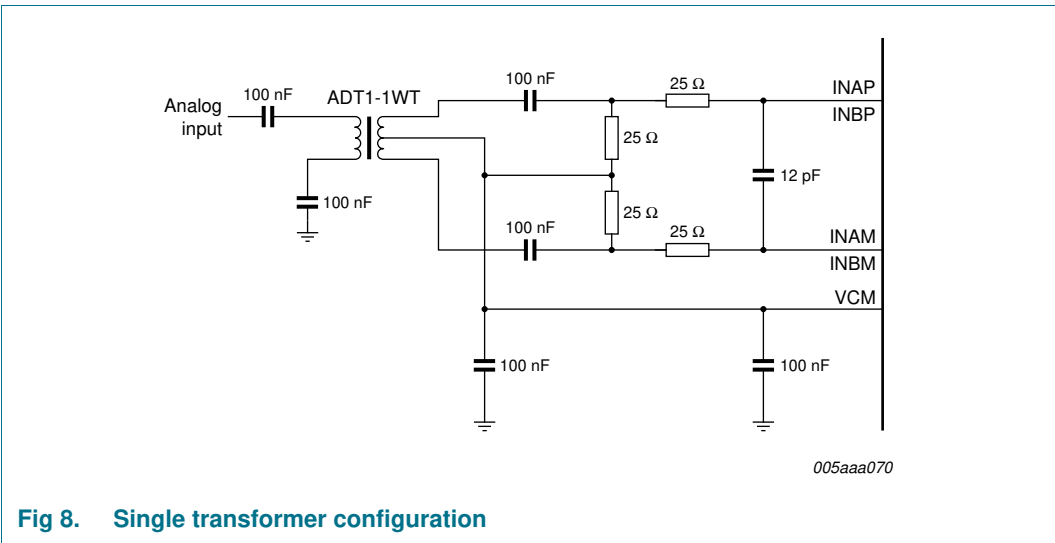 Analog
input
100 nF
ADT1-1WT
100 nF
100 nF
25 Ω
25 Ω
25 Ω
100 nF
25 Ω
12 pF
INAP
INBP
INAM
INBM
VCM
100 nF
100 nF
005aaa070
Fig 8. Single transformer configuration